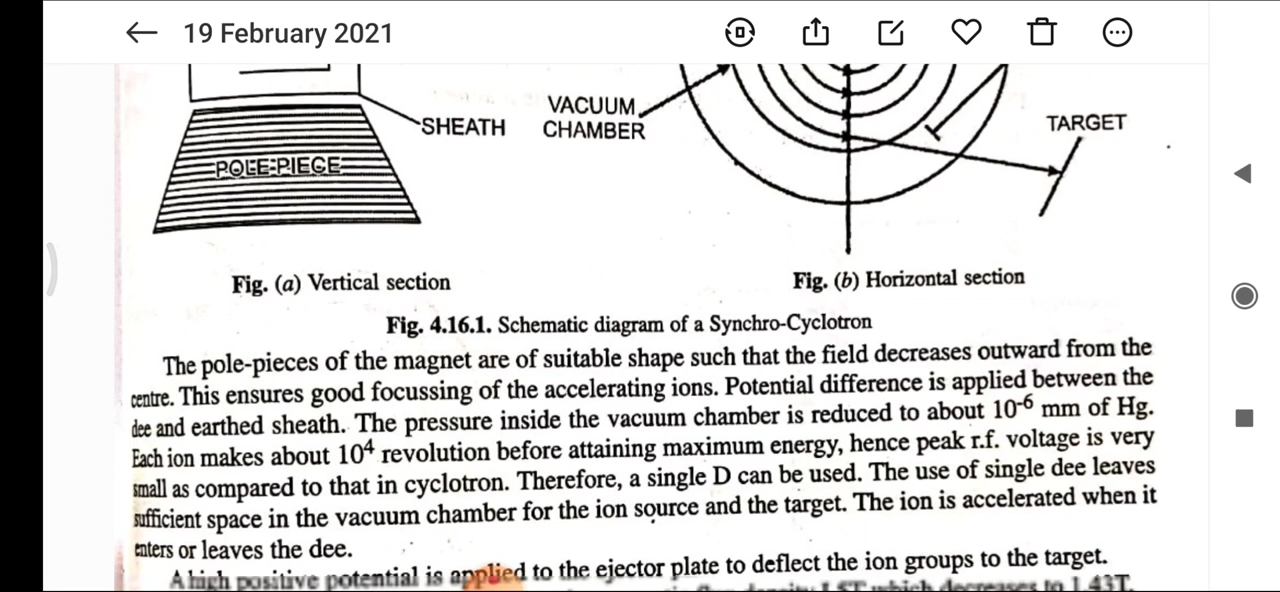 19 February 2021
VACUUM
CHAMBER
SHEATH
TARGET
POLE-PIECE
Fig. (a) Vertical section
Fig. (b) Horizontal section
Fig. 4.16.1. Schematic diagram of a Synchro-Cyclotron
The pole-pieces of the magnet are of suitable shape such that the field decreases outward from the
centre. This ensures good focussing of the accelerating ions. Potential difference is applied between the
dee and earthed sheath. The pressure inside the vacuum chamber is reduced to about 10⁻⁶ mm of Hg.
Each ion makes about 10⁴ revolution before attaining maximum energy, hence peak r.f. voltage is very
small as compared to that in cyclotron. Therefore, a single D can be used. The use of single dee leaves
sufficient space in the vacuum chamber for the ion source and the target. The ion is accelerated when it
enters or leaves the dee.
A high positive potential is applied to the ejector plate to deflect the ion groups to the target.
which decreases to 1.43T.